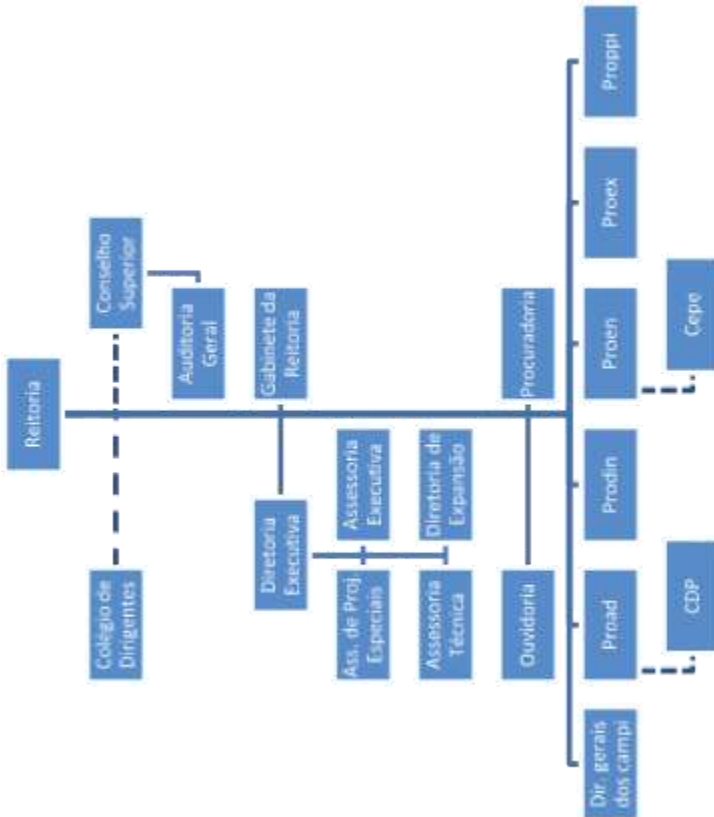 Reitoria
Colégio de
Dirigentes
Conselho
Superior
Auditoria
Geral
Diretoria
Executiva
Gabinete da
Reitoria
Ass. de Proj.
Especiais
Assessoria
Executiva
Assessoria
Técnica
Diretoria de
Expansão
Ouvidoria
Procuradoria
Dir. gerais
dos campi
Proad
Prodin
Proen
Proex
Proppi
CDP
Cepe